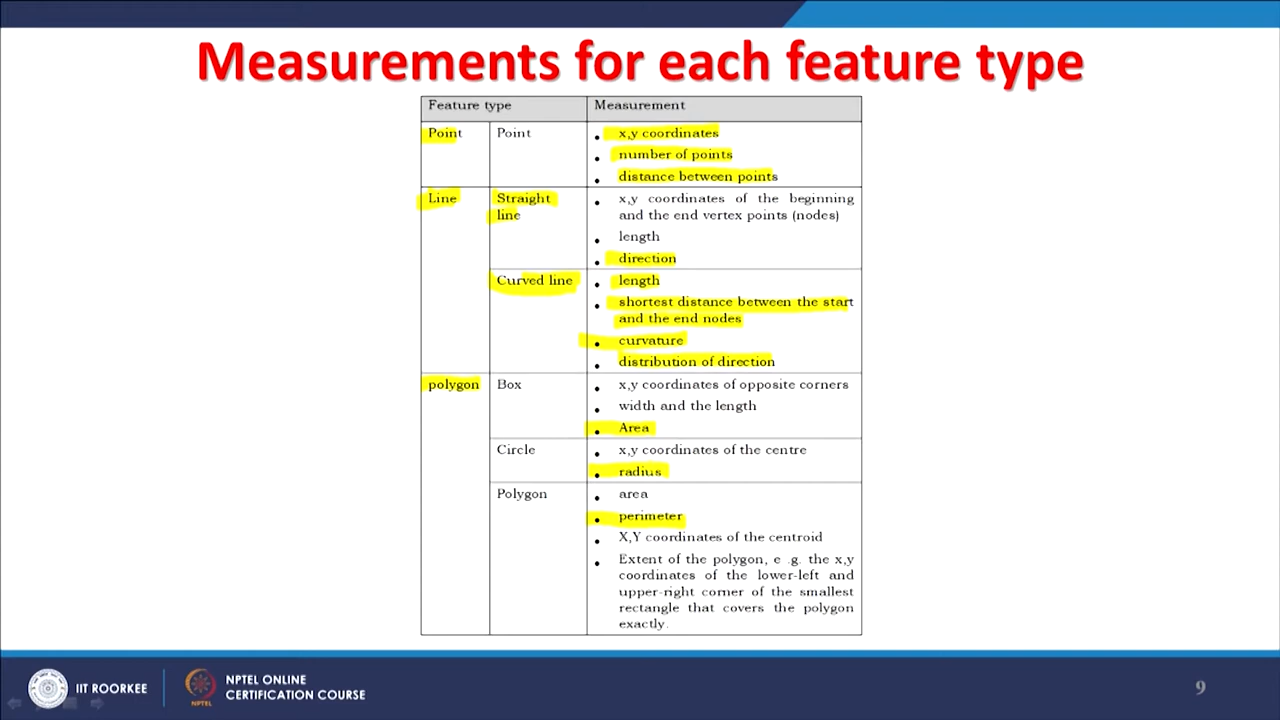 Measurements for each feature type
Feature type Measurement
Point Point
• x,y coordinates
• number of points
• distance between points
Line Straight
line
• x,y coordinates of the beginning
and the end vertex points (nodes)
• length
• direction
Curved line
• length
• shortest distance between the start
and the end nodes
• curvature
• distribution of direction
polygon Box
• x,y coordinates of opposite corners
• width and the length
• Area
Circle
• x,y coordinates of the centre
• radius
Polygon
• area
• perimeter
• X,Y coordinates of the centroid
• Extent of the polygon, e .g. the x,y
coordinates of the lower-left and
upper-right corner of the smallest
rectangle that covers the polygon
exactly.
IIT ROORKEE
NPTEL
NPTEL ONLINE
CERTIFICATION COURSE
9